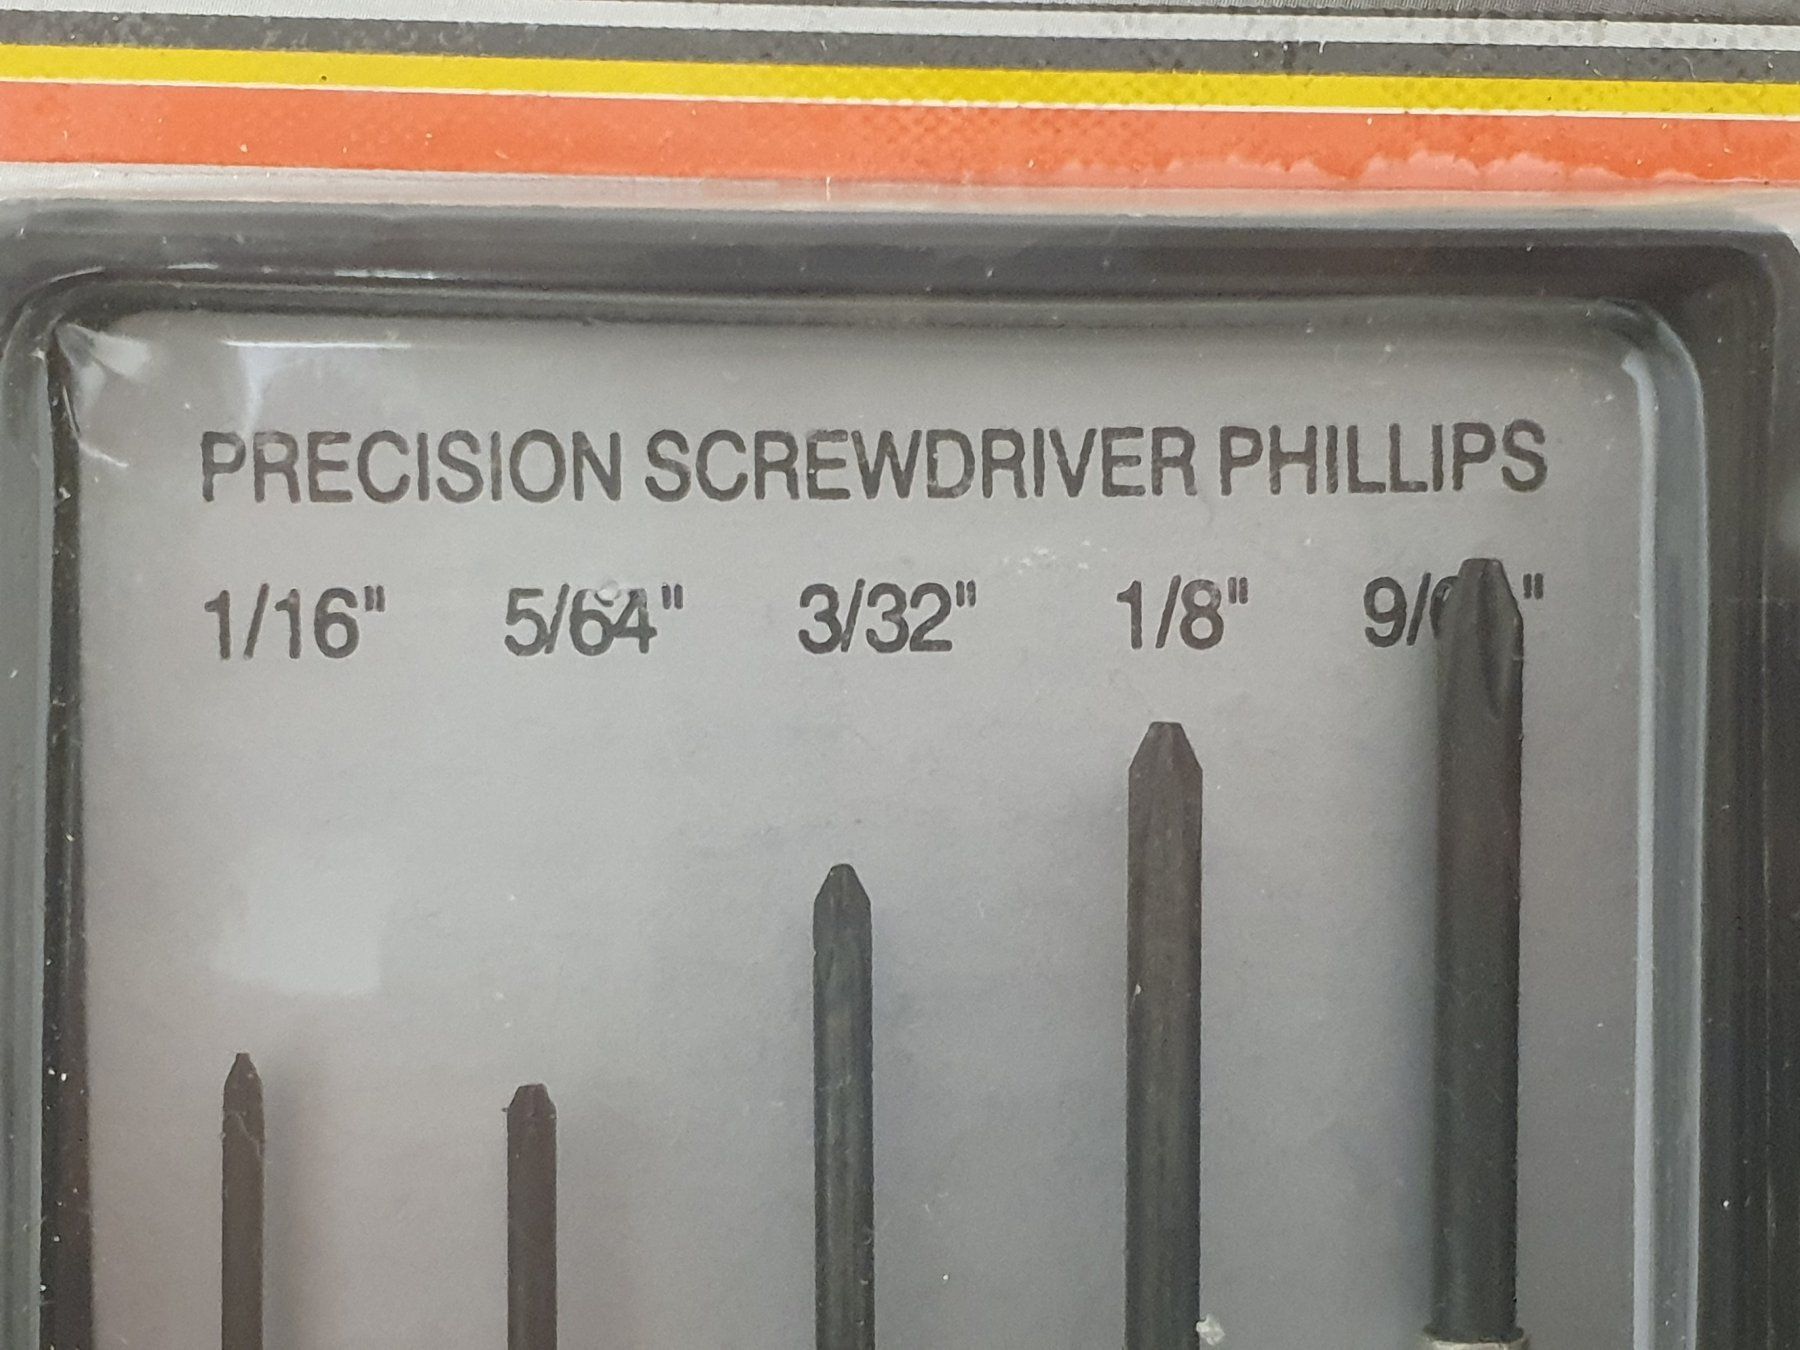 PRECISION SCREWDRIVER PHILLIPS
1/16" 5/64" 3/32" 1/8"